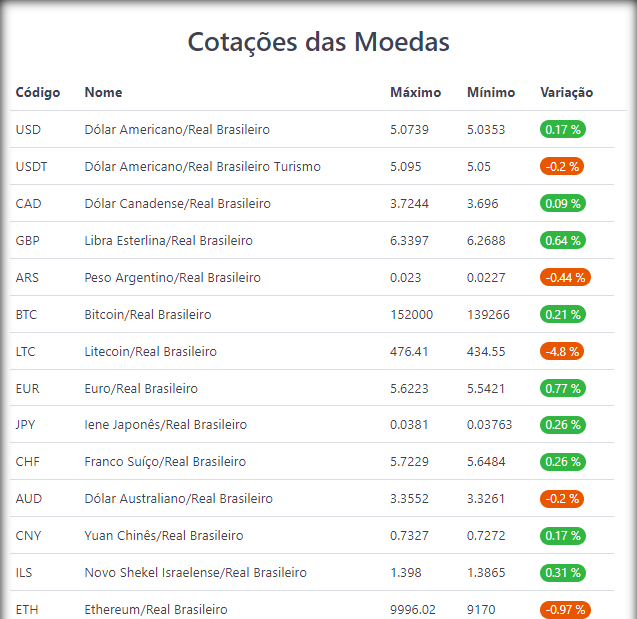 Cotações das Moedas
Código Nome Máximo Mínimo Variação
USD Dólar Americano/Real Brasileiro 5.0739 5.0353 0.17 %
USDT Dólar Americano/Real Brasileiro Turismo 5.095 5.05 -0.2 %
CAD Dólar Canadense/Real Brasileiro 3.7244 3.696 0.09 %
GBP Libra Esterlina/Real Brasileiro 6.3397 6.2688 0.64 %
ARS Peso Argentino/Real Brasileiro 0.023 0.0227 -0.44 %
BTC Bitcoin/Real Brasileiro 152000 139266 0.21 %
LTC Litecoin/Real Brasileiro 476.41 434.55 -4.8 %
EUR Euro/Real Brasileiro 5.6223 5.5421 0.77 %
JPY Iene Japonês/Real Brasileiro 0.0381 0.03763 0.26 %
CHF Franco Suíço/Real Brasileiro 5.7229 5.6484 0.26 %
AUD Dólar Australiano/Real Brasileiro 3.3552 3.3261 -0.2 %
CNY Yuan Chinês/Real Brasileiro 0.7327 0.7272 0.17 %
ILS Novo Shekel Israelense/Real Brasileiro 1.398 1.3865 0.31 %
ETH Ethereum/Real Brasileiro 9996.02 9170 -0.97 %